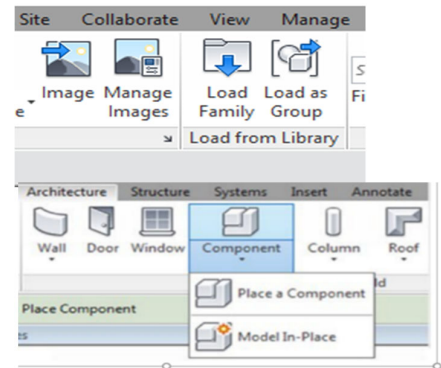 Site Collaborate View Manage
Image Manage Images Load Family Load as Group
Load from Library
Architecture Structure Systems Insert Annotate
Wall Door Window Component Column Roof
Place a Component
Place Component
Model In-Place